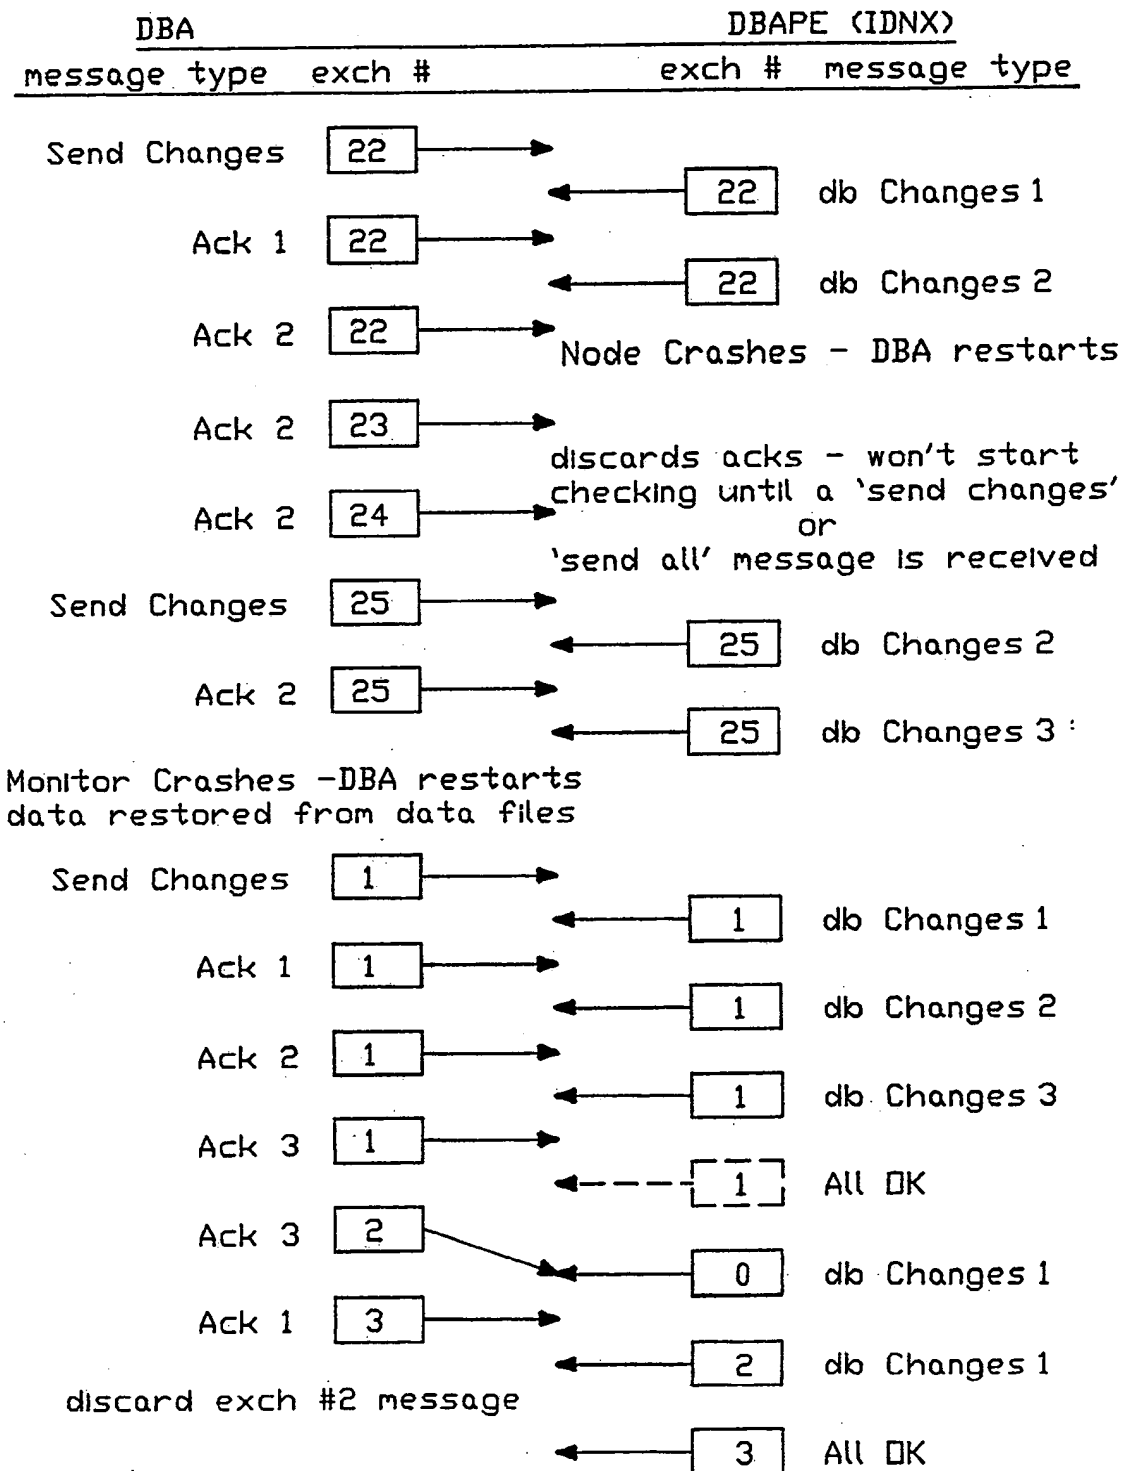 DBA DBAPE (IDNX)
message type exch # exch # message type
Send Changes 22
22 db Changes 1
Ack 1 22
22 db Changes 2
Ack 2 22
Node Crashes - DBA restarts
Ack 2 23
discards acks - won't start
checking until a 'send changes'
Ack 2 24
or
'send all' message is received
Send Changes 25
25 db Changes 2
Ack 2 25
25 db Changes 3
Monitor Crashes -DBA restarts
data restored from data files
Send Changes 1
1 db Changes 1
Ack 1 1
1 db Changes 2
Ack 2 1
1 db Changes 3
Ack 3 1
1 All OK
Ack 3 2
0 db Changes 1
Ack 1 3
2 db Changes 1
discard exch #2 message
3 All OK